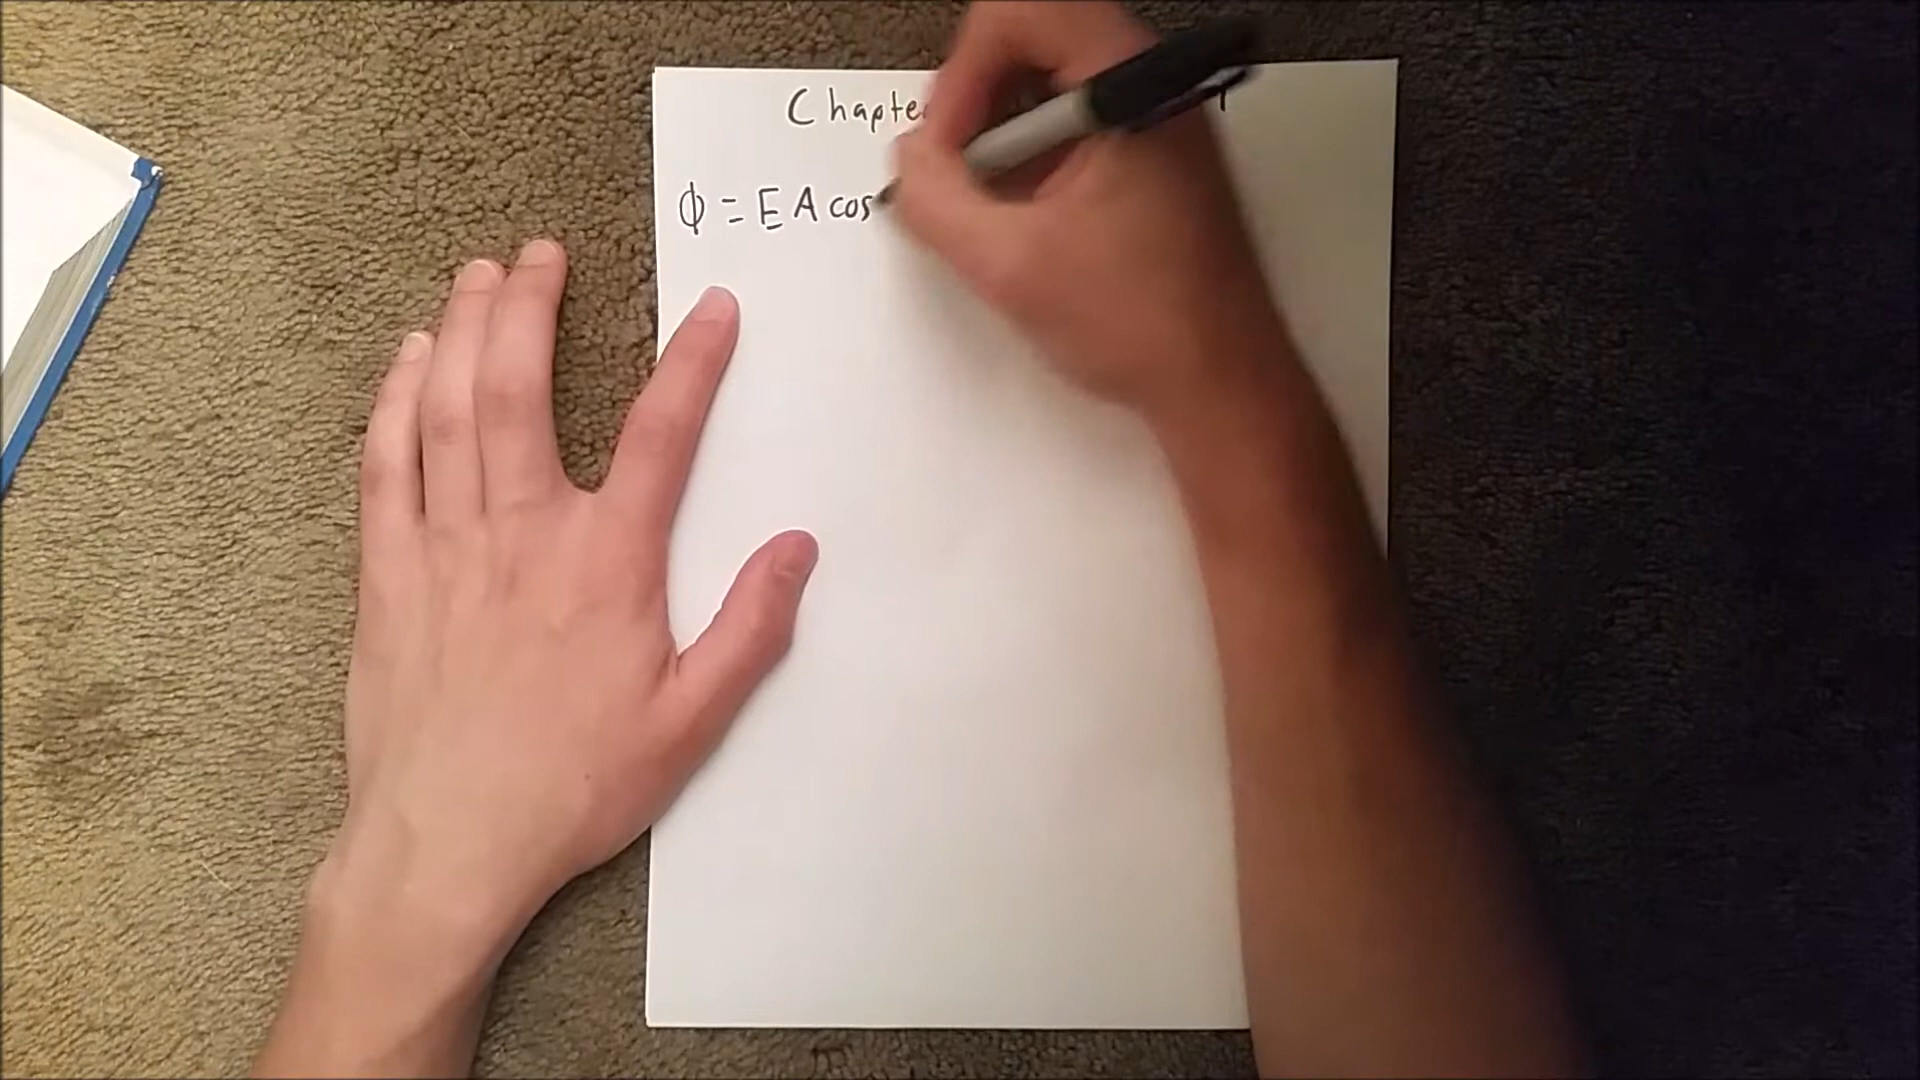 Chapte
Φ = E A cos